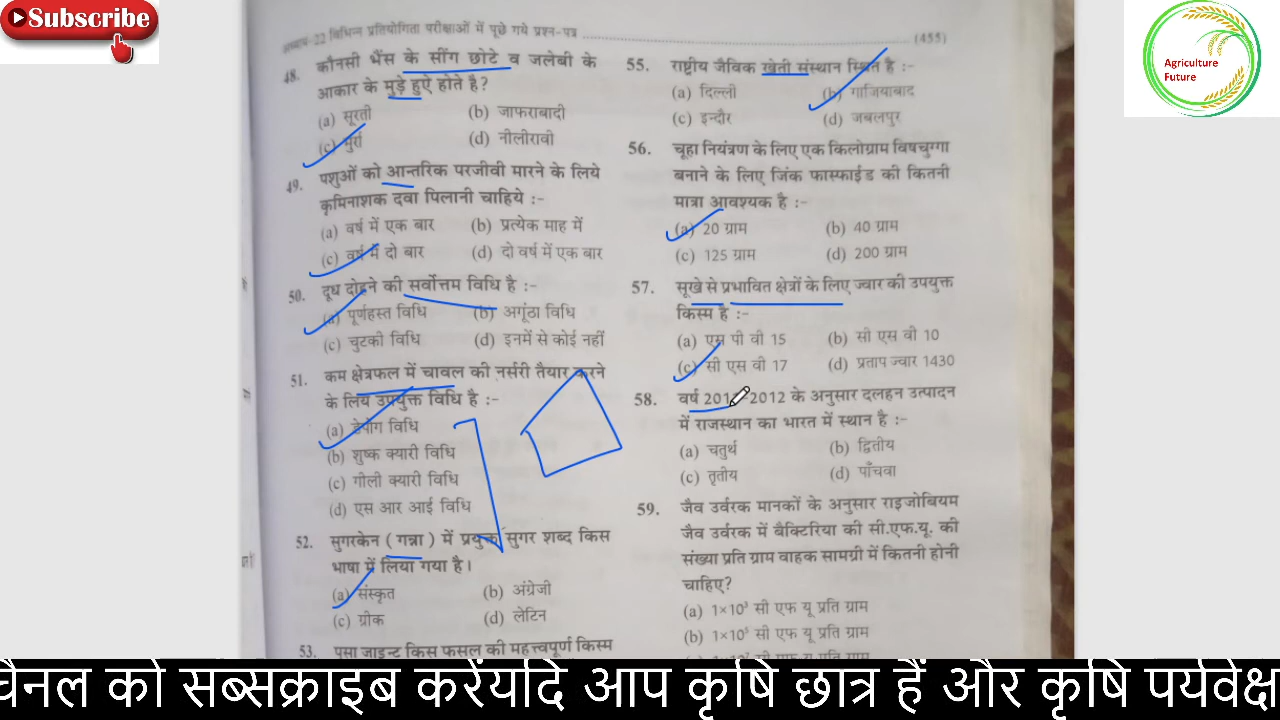 Subscribe
Agriculture
Future
अध्याय-22 विभिन्न प्रतियोगिता परीक्षाओं में पूछे गये प्रश्न-पत्र (455)
48. कौनसी भैंस के सींग छोटे व जलेबी के
आकार के मुड़े हुऐ होते है?
(a) सूरती (b) जाफराबादी
(c) मुर्रा (d) नीलीरावी
49. पशुओं को आन्तरिक परजीवी मारने के लिये
कृमिनाशक दवा पिलानी चाहिये :-
(a) वर्ष में एक बार (b) प्रत्येक माह में
(c) वर्ष में दो बार (d) दो वर्ष में एक बार
50. दूध दोहने की सर्वोत्तम विधि है :-
(a) पूर्णहस्त विधि (b) अगूंठा विधि
(c) चुटकी विधि (d) इनमें से कोई नहीं
51. कम क्षेत्रफल में चावल की नर्सरी तैयार करने
के लिय उपयुक्त विधि है :-
(a) डेपोग विधि
(b) शुष्क क्यारी विधि
(c) गीली क्यारी विधि
(d) एस आर आई विधि
52. सुगरकेन ( गन्ना ) में प्रयुक्त सुगर शब्द किस
भाषा में लिया गया है।
(a) संस्कृत (b) अंग्रेजी
(c) ग्रीक (d) लेटिन
53. पूसा जाइन्ट किस फसल की महत्त्वपूर्ण किस्म
55. राष्ट्रीय जैविक खेती संस्थान स्थित है :-
(a) दिल्ली (b) गाजियाबाद
(c) इन्दौर (d) जबलपुर
56. चूहा नियंत्रण के लिए एक किलोग्राम विषचुग्गा
बनाने के लिए जिंक फास्फाईड की कितनी
मात्रा आवश्यक है :-
(a) 20 ग्राम (b) 40 ग्राम
(c) 125 ग्राम (d) 200 ग्राम
57. सूखे से प्रभावित क्षेत्रों के लिए ज्वार की उपयुक्त
किस्म है :-
(a) एस पी वी 15 (b) सी एस वी 10
(c) सी एस वी 17 (d) प्रताप ज्वार 1430
58. वर्ष 2012 के अनुसार दलहन उत्पादन
में राजस्थान का भारत में स्थान है :-
(a) चतुर्थ (b) द्वितीय
(c) तृतीय (d) पाँचवा
59. जैव उर्वरक मानकों के अनुसार राइजोबियम
जैव उर्वरक में बैक्टिरिया की सी.एफ.यू. की
संख्या प्रति ग्राम वाहक सामग्री में कितनी होनी
चाहिए?
(a) 1×10³ सी एफ यू प्रति ग्राम
(b) 1×10⁵ सी एफ यू प्रति ग्राम
चैनल को सब्सक्राइब करेंयदि आप कृषि छात्र हैं और कृषि पर्यवेक्ष